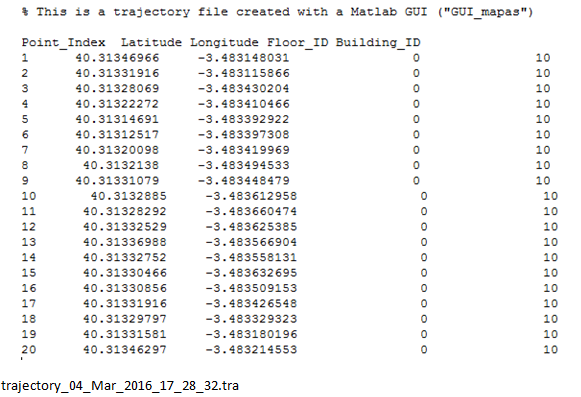 % This is a trajectory file created with a Matlab GUI ("GUI_mapas")
Point_Index Latitude Longitude Floor_ID Building_ID
1 40.31346966 -3.483148031 0 10
2 40.31331916 -3.483115866 0 10
3 40.31328069 -3.483430204 0 10
4 40.31322272 -3.483410466 0 10
5 40.31314691 -3.483392922 0 10
6 40.31312517 -3.483397308 0 10
7 40.31320098 -3.483419969 0 10
8 40.3132138 -3.483494533 0 10
9 40.31331079 -3.483448479 0 10
10 40.3132885 -3.483612958 0 10
11 40.31328292 -3.483660474 0 10
12 40.31332529 -3.483625385 0 10
13 40.31336988 -3.483566904 0 10
14 40.31332752 -3.483558131 0 10
15 40.31330466 -3.483632695 0 10
16 40.31330856 -3.483509153 0 10
17 40.31331916 -3.483426548 0 10
18 40.31329797 -3.483329323 0 10
19 40.31331581 -3.483180196 0 10
20 40.31346297 -3.483214553 0 10
trajectory_04_Mar_2016_17_28_32.tra